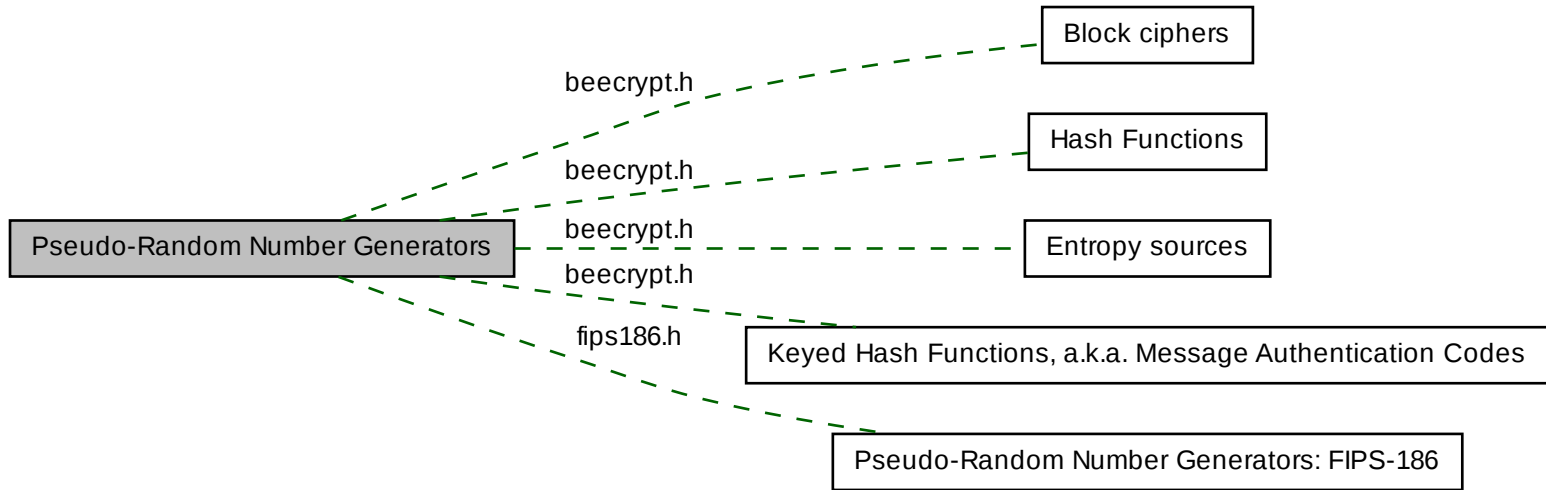 Block ciphers
beecrypt.h
Hash Functions
beecrypt.h
Pseudo-Random Number Generators
beecrypt.h
Entropy sources
beecrypt.h
fips186.h
Keyed Hash Functions, a.k.a. Message Authentication Codes
Pseudo-Random Number Generators: FIPS-186